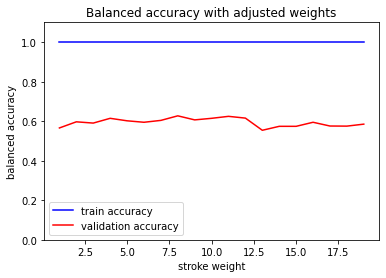 Balanced accuracy with adjusted weights
balanced accuracy
1.0
0.8
0.6
0.4
0.2
0.0
train accuracy
validation accuracy
2.5 5.0 7.5 10.0 12.5 15.0 17.5
stroke weight